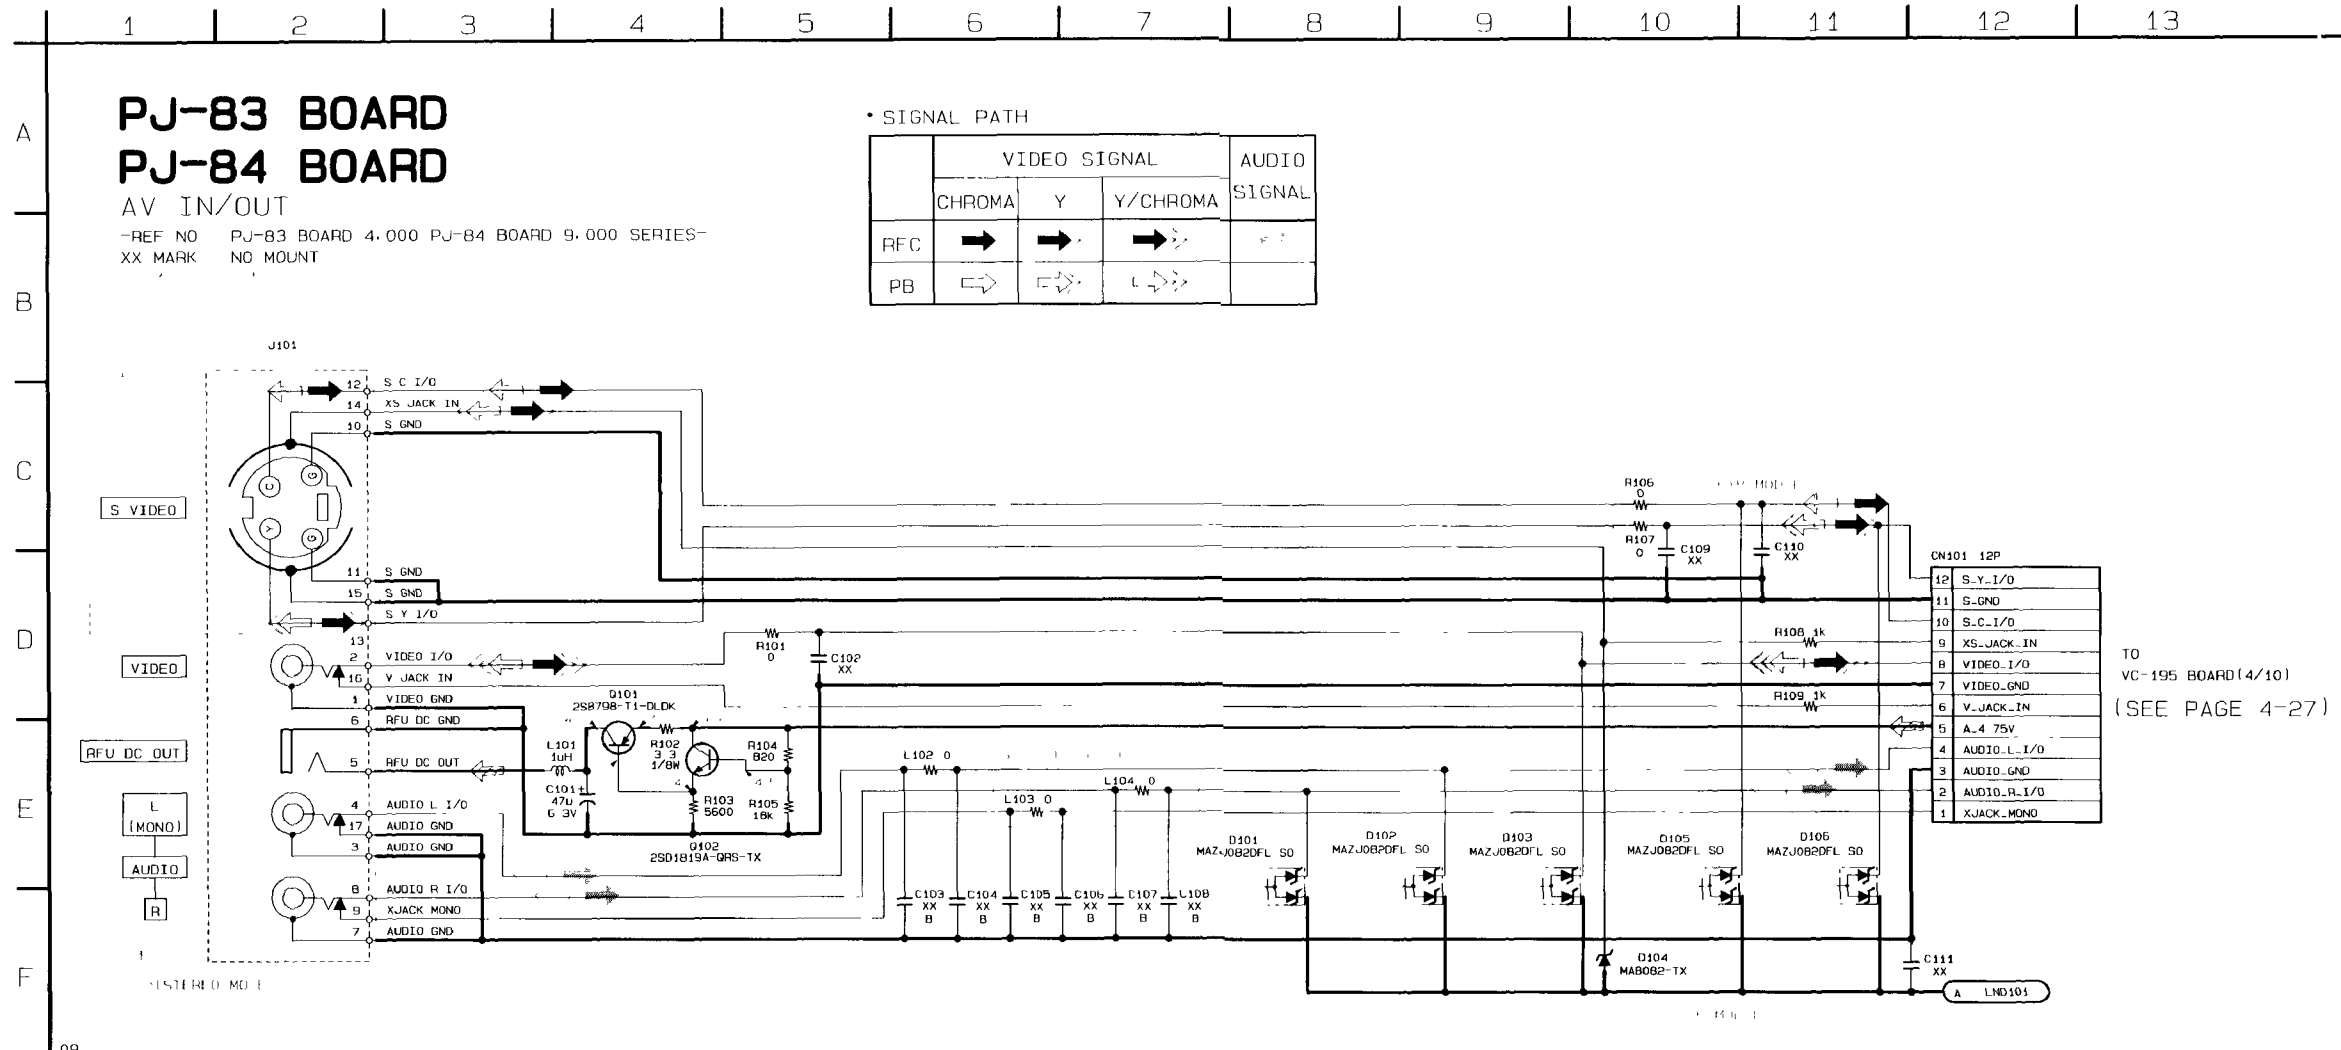 1 2 3 4 5 6 7 8 9 10 11 12 13
A
B
C
D
E
F
PJ-83 BOARD
PJ-84 BOARD
AV IN/OUT
-REF NO PJ-83 BOARD 4,000 PJ-84 BOARD 9,000 SERIES-
XX MARK NO MOUNT
• SIGNAL PATH
VIDEO SIGNAL
AUDIO SIGNAL
CHROMA
Y
Y/CHROMA
REC
PB
J101
12 S C I/O
14 XS JACK IN
10 S GND
C
G
Y
G
S VIDEO
11 S GND
15 S GND
S Y I/O
13
VIDEO
2 VIDEO I/O
16 V JACK IN
1 VIDEO GND
6 RFU DC GND
RFU DC OUT
5 RFU DC OUT
L
(MONO)
4 AUDIO L I/O
17 AUDIO GND
3 AUDIO GND
AUDIO
R
8 AUDIO R I/O
9 XJACK MONO
7 AUDIO GND
R101
0
C102
XX
Q101
2SB798-T1-DLDK
L101
1uH
R102
3.3
1/8W
R104
820
C101 +
47u
6 3V
R103
5600
R105
18K
Q102
2SD1819A-QRS-TX
L102 0
L103 0
L104 0
C103
XX
B
C104
XX
B
C105
XX
B
C106
XX
B
C107
XX
B
C108
XX
B
R106
0
R107
0
C109
XX
C110
XX
R108 1k
R109 1k
D101
MAZJ082DFL S0
D102
MAZJ082DFL S0
D103
MAZJ082DFL S0
D105
MAZJ082DFL S0
D106
MAZJ082DFL S0
D104
MA8082-TX
C111
XX
A LND101
CN101 12P
12 S_Y_I/O
11 S_GND
10 S_C_I/O
9 XS_JACK_IN
8 VIDEO_I/O
7 VIDEO_GND
6 V_JACK_IN
5 A_4 75V
4 AUDIO_L_I/O
3 AUDIO_GND
2 AUDIO_R_I/O
1 XJACK_MONO
TO
VC-195 BOARD(4/10)
(SEE PAGE 4-27)